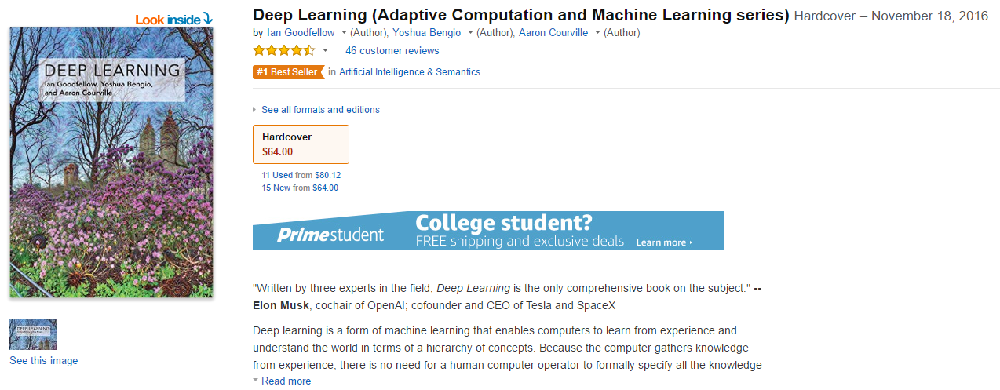 Look inside
DEEP LEARNING
Ian Goodfellow, Yoshua Bengio,
and Aaron Courville
DEEP LEARNING
See this image
Deep Learning (Adaptive Computation and Machine Learning series) Hardcover – November 18, 2016
by Ian Goodfellow (Author), Yoshua Bengio (Author), Aaron Courville (Author)
46 customer reviews
#1 Best Seller in Artificial Intelligence & Semantics
See all formats and editions
Hardcover
$64.00
11 Used from $80.12
15 New from $64.00
Primestudent
College student?
FREE shipping and exclusive deals Learn more
"Written by three experts in the field, Deep Learning is the only comprehensive book on the subject." --
Elon Musk, cochair of OpenAI; cofounder and CEO of Tesla and SpaceX
Deep learning is a form of machine learning that enables computers to learn from experience and
understand the world in terms of a hierarchy of concepts. Because the computer gathers knowledge
from experience, there is no need for a human computer operator to formally specify all the knowledge
Read more